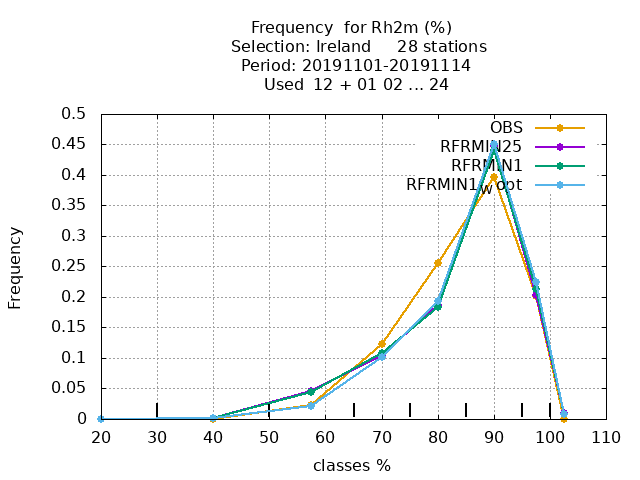 Frequency for Rh2m (%)
Selection: Ireland 28 stations
Period: 20191101-20191114
Used 12 + 01 02 ... 24
OBS
RFRMIN25
RFRMIN1
RFRMIN1wopt
0.5
0.45
0.4
0.35
0.3
0.25
0.2
0.15
0.1
0.05
0
Frequency
20 30 40 50 60 70 80 90 100 110
classes %